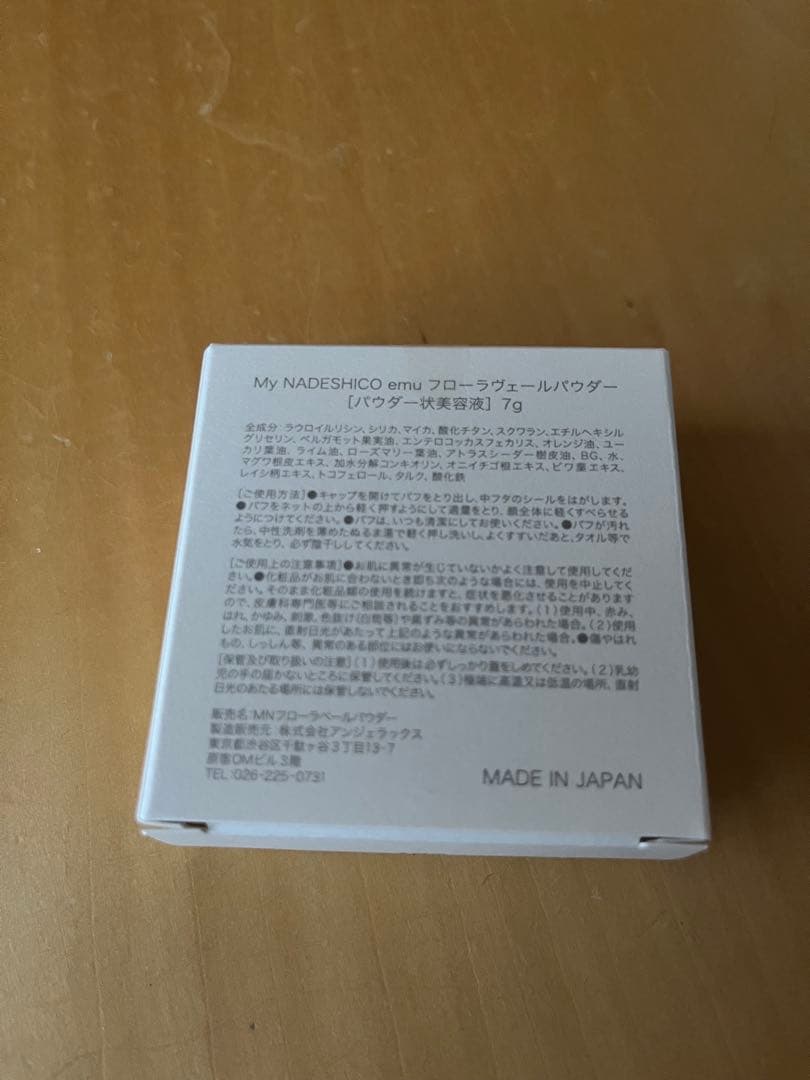 My NADESHICO emu フローラヴェールパウダー
[パウダー状美容液] 7g
全成分: ラウロイルリシン、シリカ、マイカ、酸化チタン、スクワラン、エチルヘキシル
グリセリン、ベルガモット果実油、エンテロコッカスフェカリス、オレンジ油、ユー
カリ葉油、ライム油、ローズマリー葉油、アトラスシーダー樹皮油、BG、水、
マグワ根皮エキス、加水分解コンキオリン、オニイチゴ根エキス、ビワ葉エキス、
レイシ柄エキス、トコフェロール、タルク、酸化鉄
[ご使用方法]●キャップを開けてパフをとり出し、中フタのシールをはがします。
●パフをネットの上から軽く押すようにして適量をとり、顔全体に軽くすべらせる
ようにつけてください。●パフは、いつも清潔にしてお使いください。●パフが汚れ
たら、中性洗剤を薄めたぬるま湯で軽く押し洗いし、よくすすいだあと、タオル等で
水気をとり、必ず陰干ししてください。
[ご使用上の注意事項]●お肌に異常が生じていないかよく注意して使用してくだ
さい。●化粧品がお肌に合わないとき即ち次のような場合には、使用を中止してくだ
さい。そのまま化粧品類の使用を続けますと、症状を悪化させることがあります
ので、皮膚科専門医等にご相談されることをおすすめします。(1)使用中、赤み、
はれ、かゆみ、刺激、色抜け(白斑等)や黒ずみ等の異常があらわれた場合。(2)使用
したお肌に、直射日光があたって上記のような異常があらわれた場合。●傷やはれ
もの、しっしん等、異常のある部位にはお使いにならないでください。
[保管及び取り扱いの注意](1)使用後は必ずしっかり蓋をしめてください。(2)乳幼
児の手の届かないところに保管してください。(3)極端に高温又は低温の場所、直射
日光のあたる場所には保管しないでください。
販売名:MNフローラベールパウダー
製造販売元 株式会社アンジェラックス
東京都渋谷区千駄ヶ谷3丁目13-7
原宿OMビル3階
TEL:026-225-0731
MADE IN JAPAN